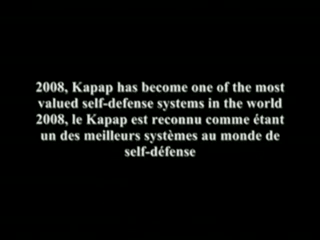 2008, Kapap has become one of the most
valued self-defense systems in the world
2008, le Kapap est reconnu comme étant
un des meilleurs systèmes au monde de
self-défense